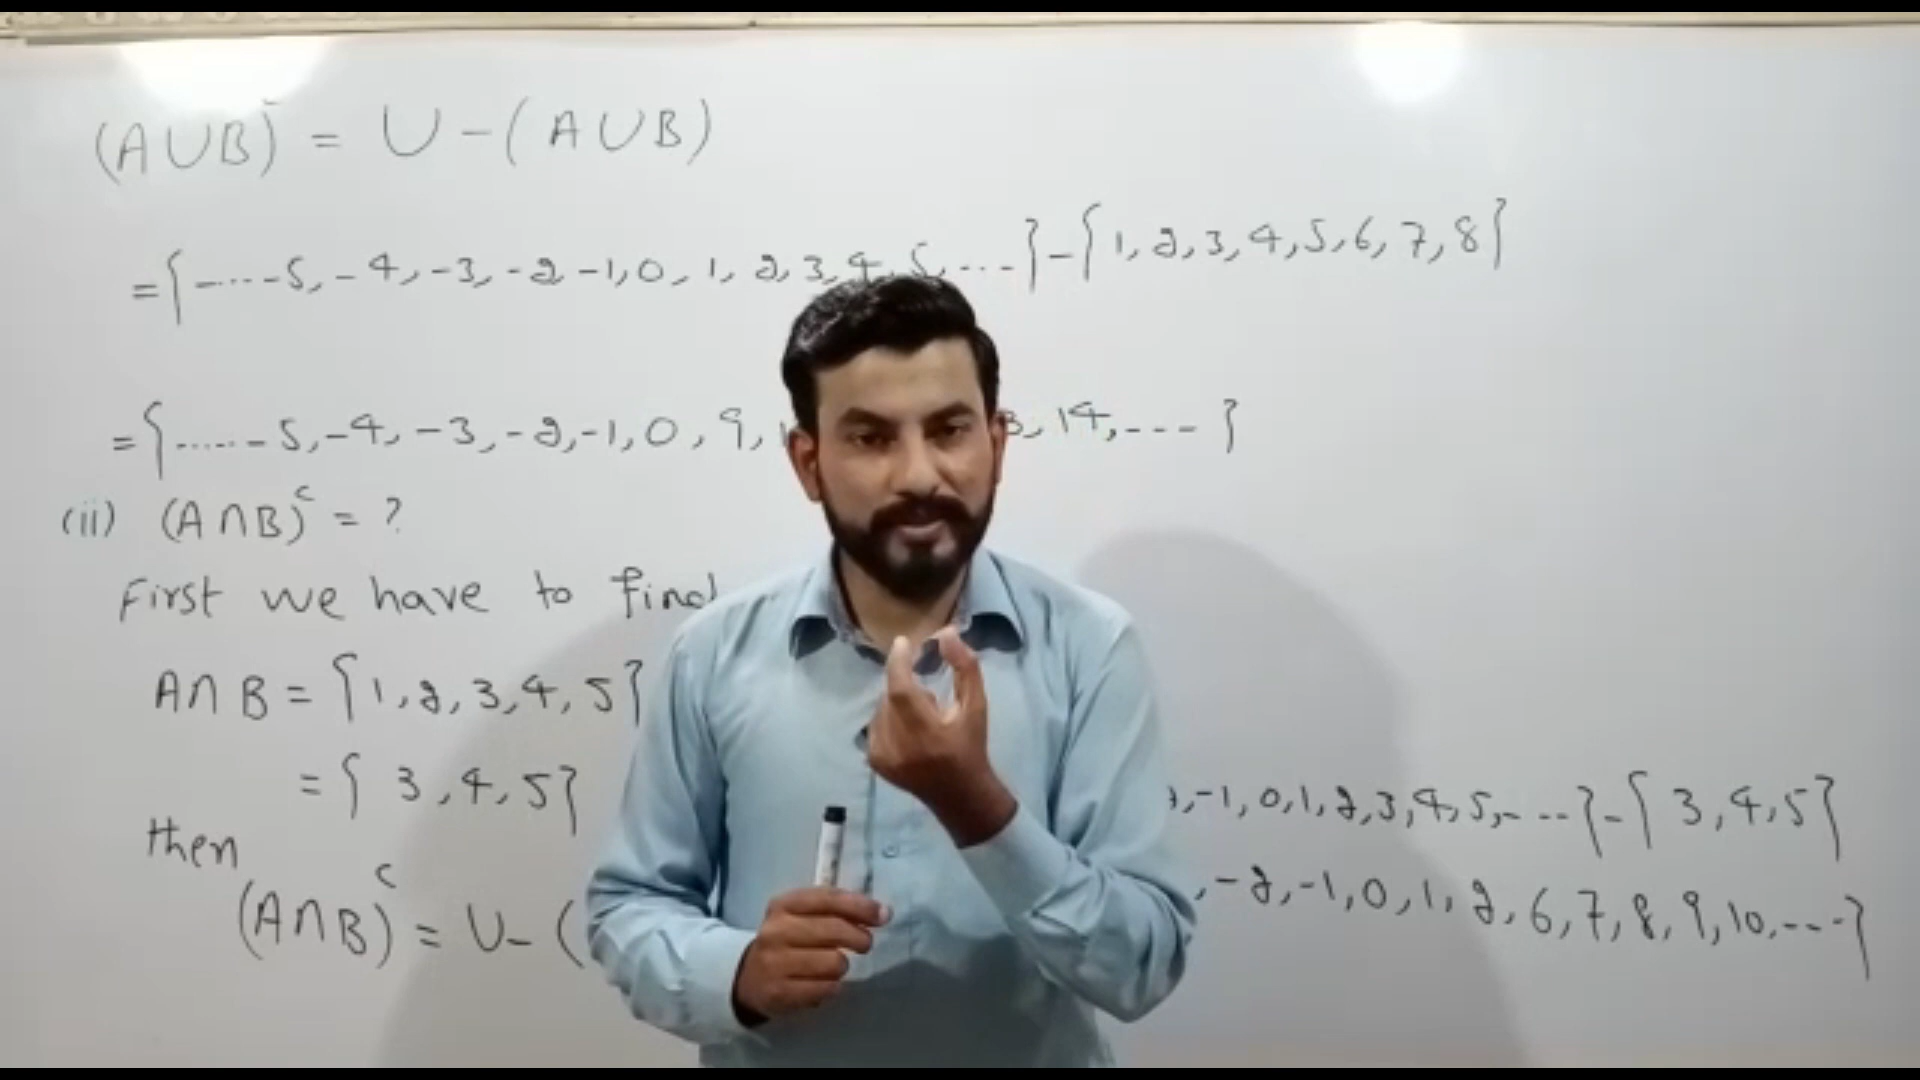 (A∪B)ᶜ = U - (A∪B)
= {-----5, -4, -3, -2 -1, 0, 1, 2, 3, 4, 5, ...} - {1, 2, 3, 4, 5, 6, 7, 8}
= {......-5, -4, -3, -2, -1, 0, 9, 14, ---}
(ii) (A∩B)ᶜ = ?
First we have to find
A∩B = {1, 2, 3, 4, 5}
= {3, 4, 5}
then
, -1, 0, 1, 2, 3, 4, 5, ---} - {3, 4, 5}
(A∩B)ᶜ = U - (
, -2, -1, 0, 1, 2, 6, 7, 8, 9, 10, ---}